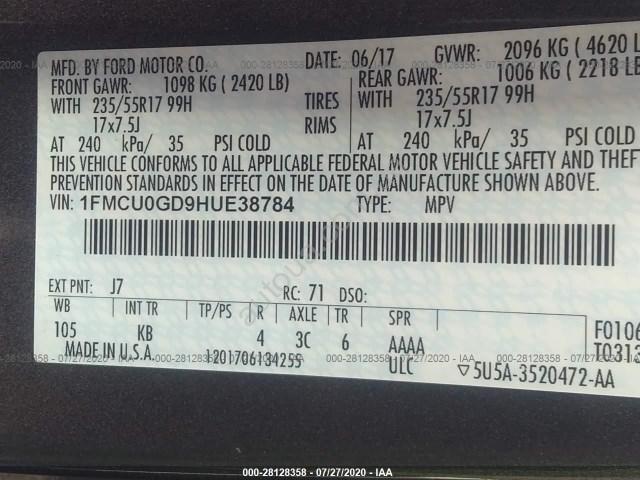 MFD. BY FORD MOTOR CO. DATE: 06/17 GVWR: 2096 KG (4620 L
FRONT GAWR: 1098 KG (2420 LB) REAR GAWR: 1006 KG (2218 LB
WITH 235/55R17 99H TIRES WITH 235/55R17 99H
17x7.5J RIMS 17x7.5J
AT 240 kPa/ 35 PSI COLD AT 240 kPa/ 35 PSI COLD
THIS VEHICLE CONFORMS TO ALL APPLICABLE FEDERAL MOTOR VEHICLE SAFETY AND THEFT
PREVENTION STANDARDS IN EFFECT ON THE DATE OF MANUFACTURE SHOWN ABOVE.
VIN: 1FMCU0GD9HUE38784 TYPE: MPV
EXT PNT: J7 RC: 71 DSO:
WB INT TR TP/PS R AXLE TR SPR
105 KB 4 3C 6 AAAA
MADE IN U.S.A. 1201706134255 ULC
F0106
T0313
▽5U5A-3520472-AA
000-28128358 / 07/27/2020 - IAA